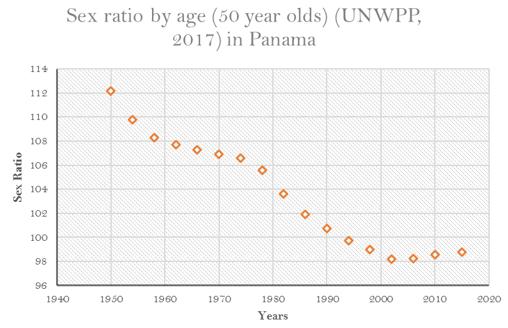 Sex ratio by age (50 year olds) (UNWPP,
2017) in Panama
114
112
110
108
106
104
102
100
98
96
Sex Ratio
1940 1950 1960 1970 1980 1990 2000 2010 2020
Years